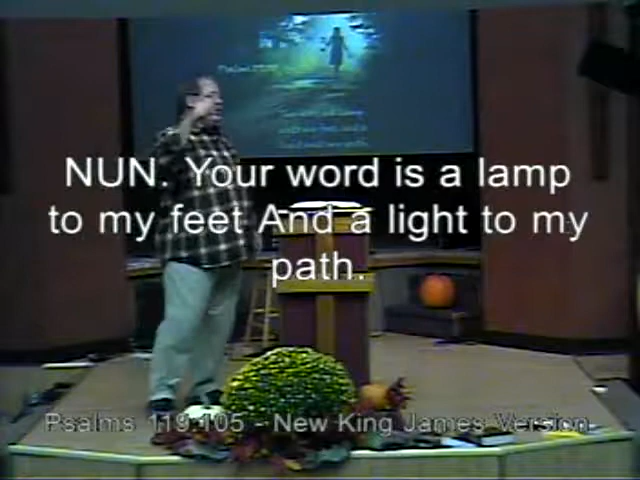 NUN. Your word is a lamp
to my feet And a light to my
path.
Psalms 119:105 - New King James Version